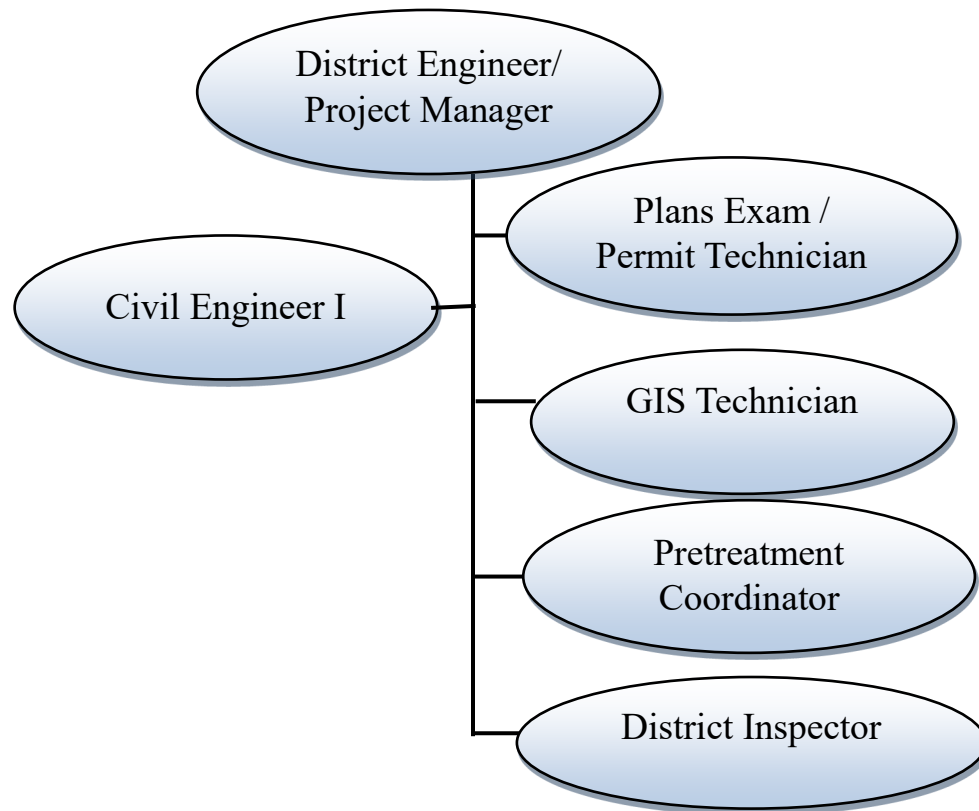 District Engineer/
Project Manager
Plans Exam /
Permit Technician
Civil Engineer I
GIS Technician
Pretreatment
Coordinator
District Inspector